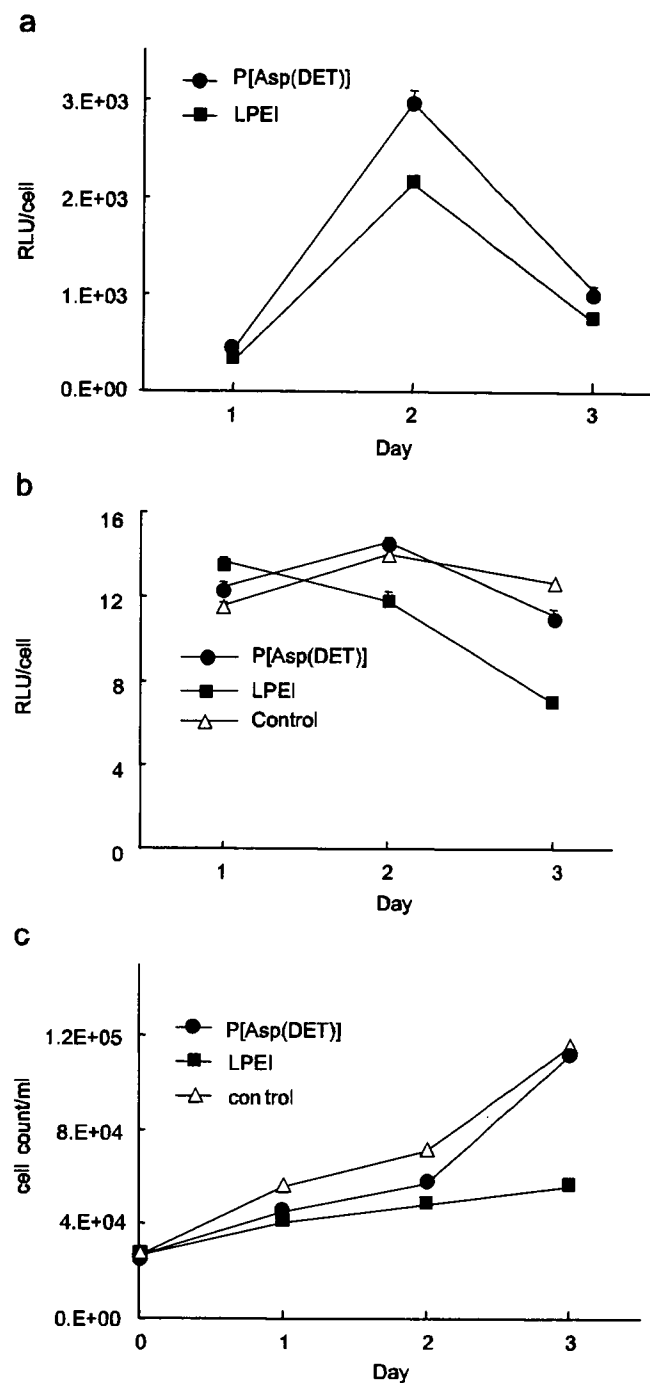 a
P[Asp(DET)]
LPEI
3.E+03
2.E+03
1.E+03
0.E+00
RLU/cell
1 2 3
Day
b
16
12
8
4
0
RLU/cell
P[Asp(DET)]
LPEI
Control
1 2 3
Day
c
P[Asp(DET)]
LPEI
control
1.2E+05
8.E+04
4.E+04
0.E+00
cell count/ml
0 1 2 3
Day